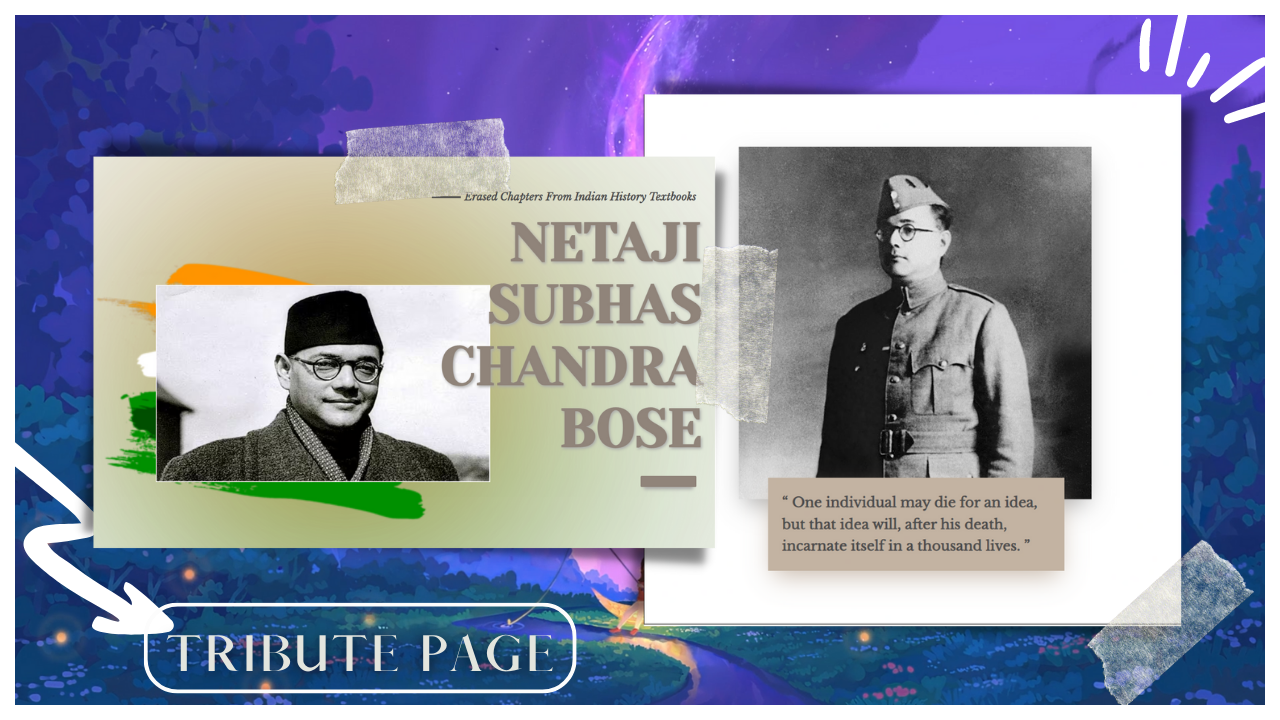 Erased Chapters From Indian History Textbooks
NETAJI
SUBHAS
CHANDRA
BOSE
“ One individual may die for an idea,
but that idea will, after his death,
incarnate itself in a thousand lives. ”
TRIBUTE PAGE